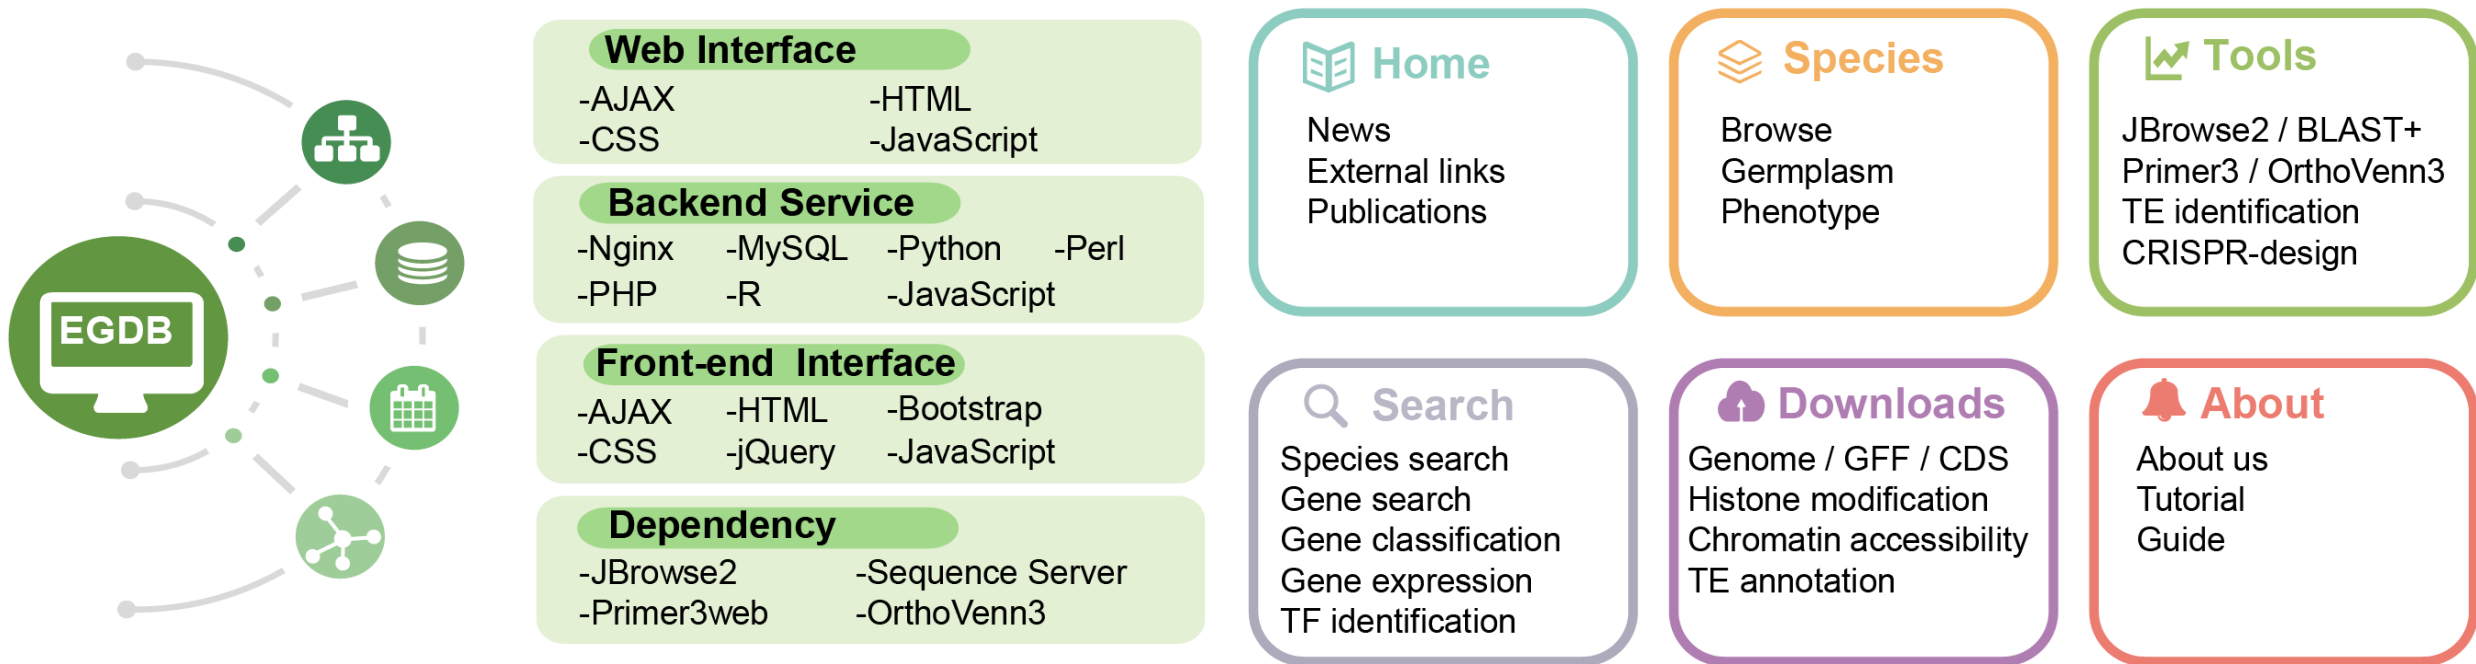 EGDB
Web Interface
-AJAX -HTML
-CSS -JavaScript
Backend Service
-Nginx -MySQL -Python -Perl
-PHP -R -JavaScript
Front-end Interface
-AJAX -HTML -Bootstrap
-CSS -jQuery -JavaScript
Dependency
-JBrowse2 -Sequence Server
-Primer3web -OrthoVenn3
Home
News
External links
Publications
Species
Browse
Germplasm
Phenotype
Tools
JBrowse2 / BLAST+
Primer3 / OrthoVenn3
TE identification
CRISPR-design
Search
Species search
Gene search
Gene classification
Gene expression
TF identification
Downloads
Genome / GFF / CDS
Histone modification
Chromatin accessibility
TE annotation
About
About us
Tutorial
Guide